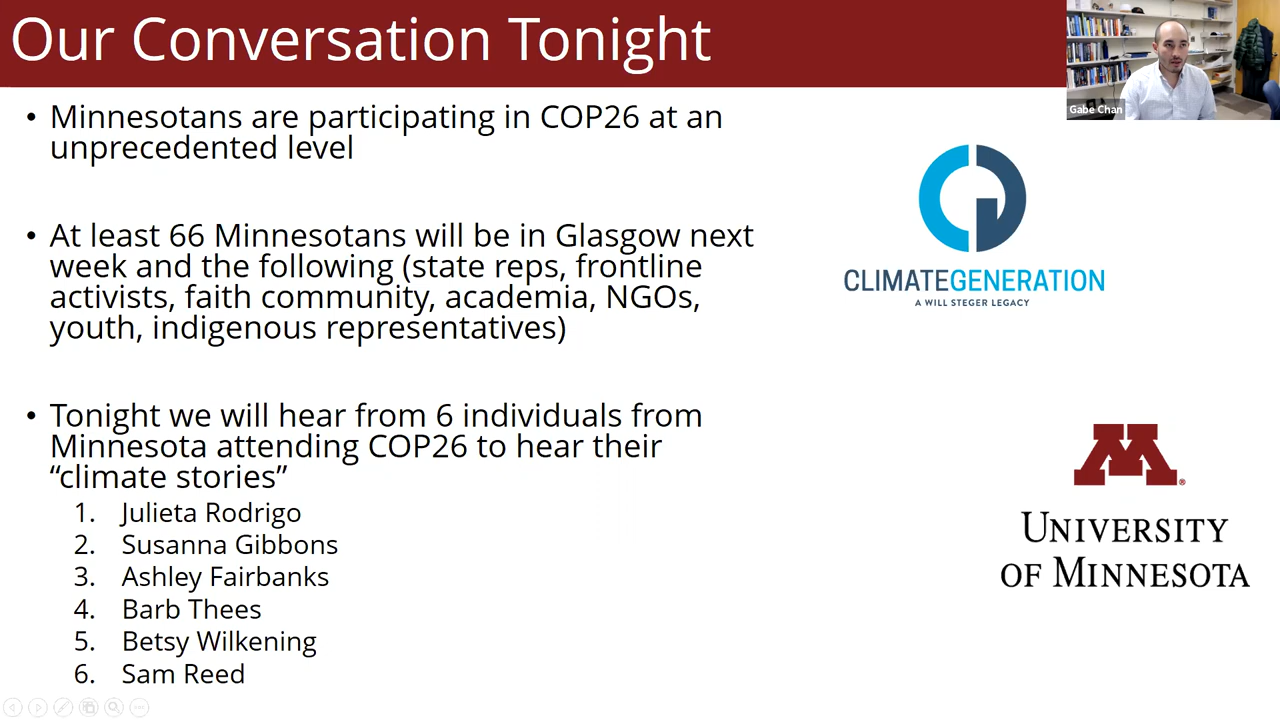 Our Conversation Tonight
Gabe Chan
• Minnesotans are participating in COP26 at an
unprecedented level
• At least 66 Minnesotans will be in Glasgow next
week and the following (state reps, frontline
activists, faith community, academia, NGOs,
youth, indigenous representatives)
• Tonight we will hear from 6 individuals from
Minnesota attending COP26 to hear their
“climate stories”
1. Julieta Rodrigo
2. Susanna Gibbons
3. Ashley Fairbanks
4. Barb Thees
5. Betsy Wilkening
6. Sam Reed
CLIMATEGENERATION
A WILL STEGER LEGACY
M®
UNIVERSITY
OF MINNESOTA